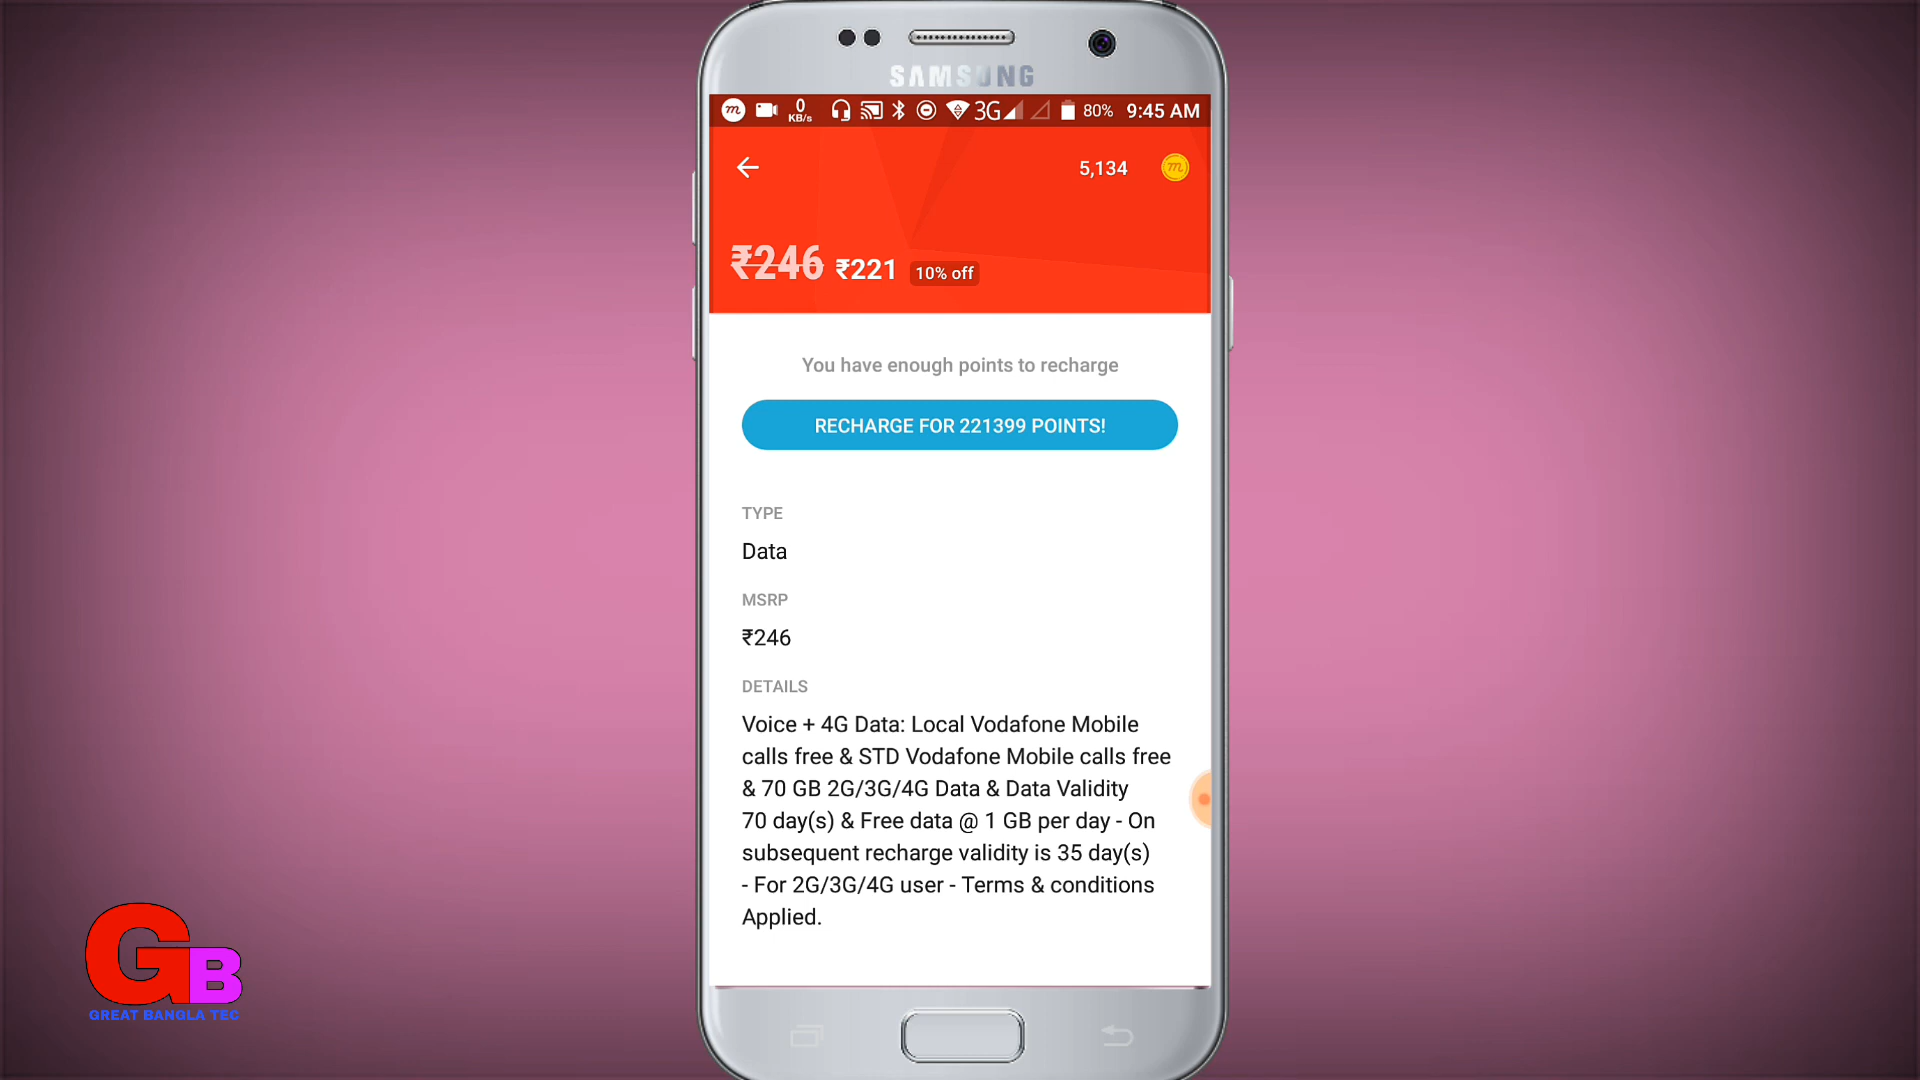 SAMSUNG
0 KB/s 3G 80% 9:45 AM
5,134
₹246 ₹221 10% off
You have enough points to recharge
RECHARGE FOR 221399 POINTS!
TYPE
Data
MSRP
₹246
DETAILS
Voice + 4G Data: Local Vodafone Mobile
calls free & STD Vodafone Mobile calls free
& 70 GB 2G/3G/4G Data & Data Validity
70 day(s) & Free data @ 1 GB per day - On
subsequent recharge validity is 35 day(s)
- For 2G/3G/4G user - Terms & conditions
Applied.
GB
GREAT BANGLA TEC